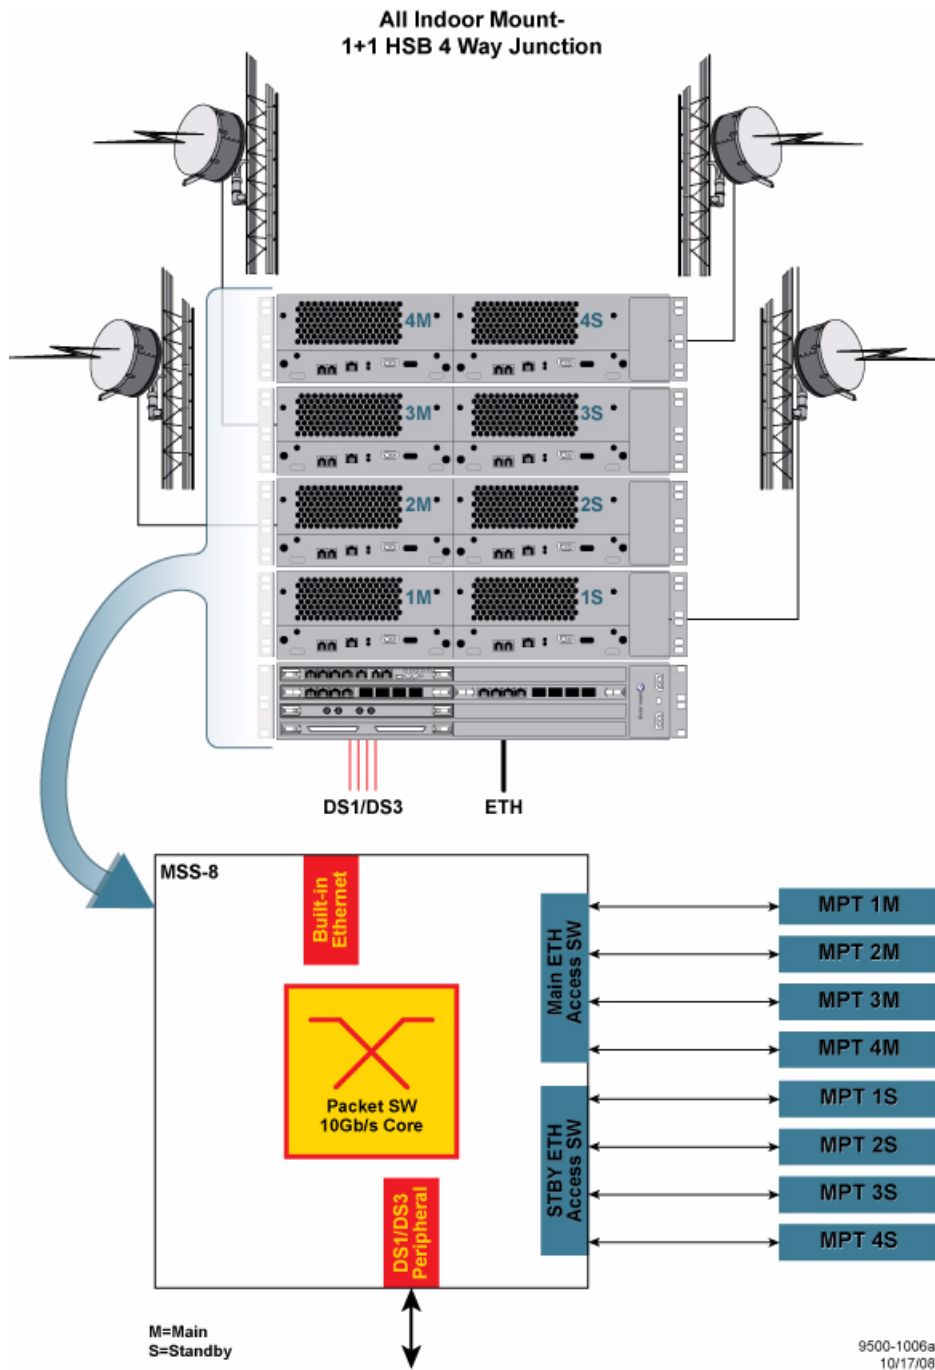 All Indoor Mount-
1+1 HSB 4 Way Junction
4M
4S
3M
3S
2M
2S
1M
1S
DS1/DS3
ETH
MSS-8
Built-in
Ethernet
Main ETH
Access SW
MPT 1M
MPT 2M
MPT 3M
MPT 4M
Packet SW
10Gb/s Core
STBY ETH
Access SW
MPT 1S
MPT 2S
MPT 3S
MPT 4S
DS1/DS3
Peripheral
M=Main
S=Standby
9500-1006a
10/17/08